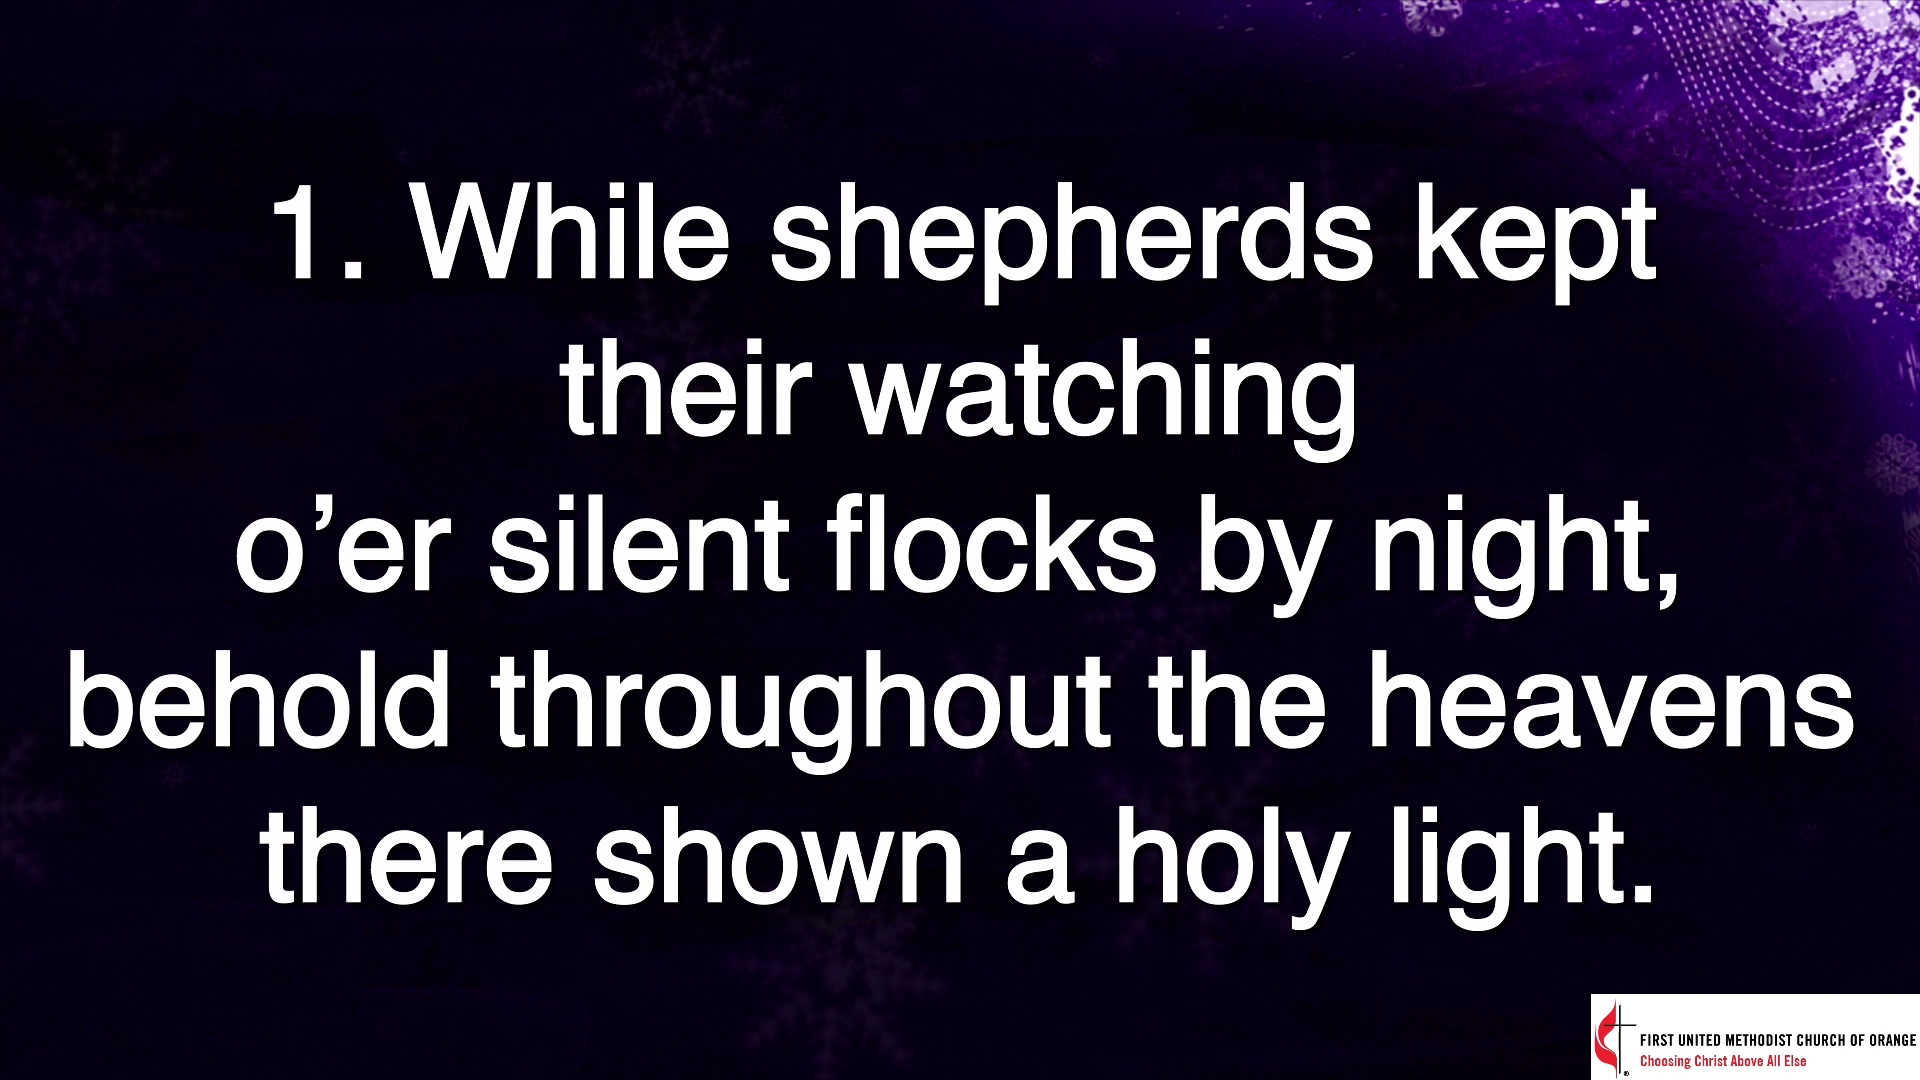 1. While shepherds kept
their watching
o’er silent flocks by night,
behold throughout the heavens
there shown a holy light.
FIRST UNITED METHODIST CHURCH OF ORANGE
Choosing Christ Above All Else